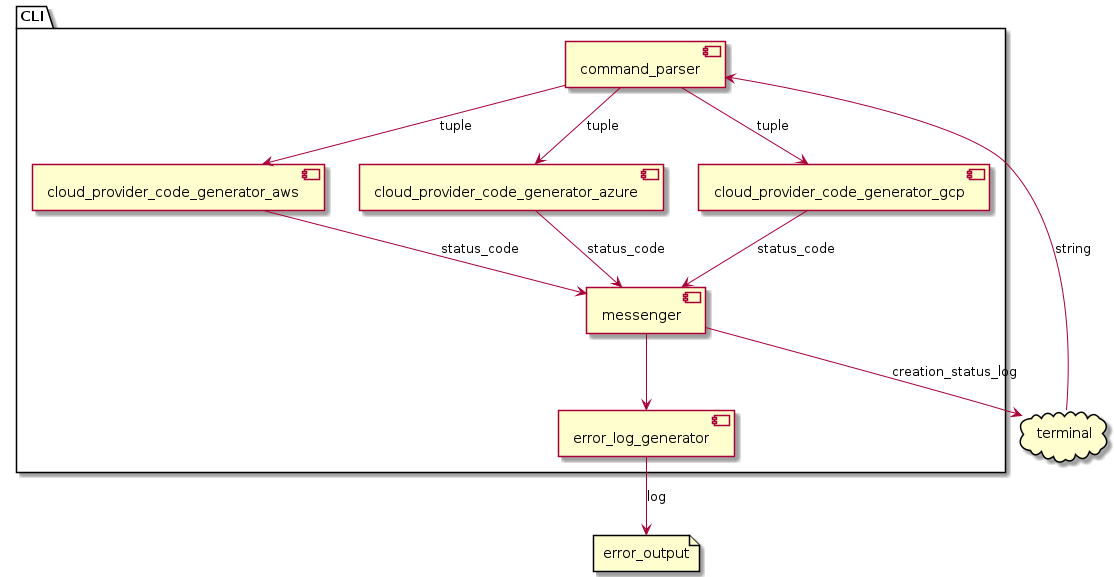 CLI
command_parser
tuple
tuple
tuple
cloud_provider_code_generator_aws
cloud_provider_code_generator_azure
cloud_provider_code_generator_gcp
status_code
status_code
status_code
string
messenger
creation_status_log
error_log_generator
terminal
log
error_output